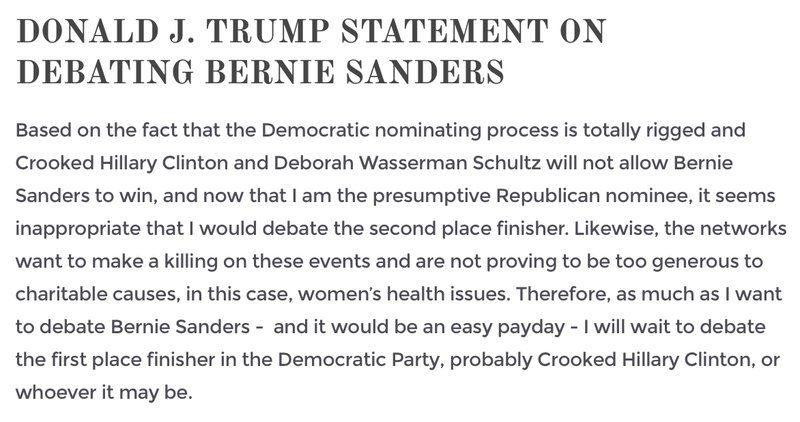 DONALD J. TRUMP STATEMENT ON
DEBATING BERNIE SANDERS
Based on the fact that the Democratic nominating process is totally rigged and
Crooked Hillary Clinton and Deborah Wasserman Schultz will not allow Bernie
Sanders to win, and now that I am the presumptive Republican nominee, it seems
inappropriate that I would debate the second place finisher. Likewise, the networks
want to make a killing on these events and are not proving to be too generous to
charitable causes, in this case, women’s health issues. Therefore, as much as I want
to debate Bernie Sanders -  and it would be an easy payday - I will wait to debate
the first place finisher in the Democratic Party, probably Crooked Hillary Clinton, or
whoever it may be.